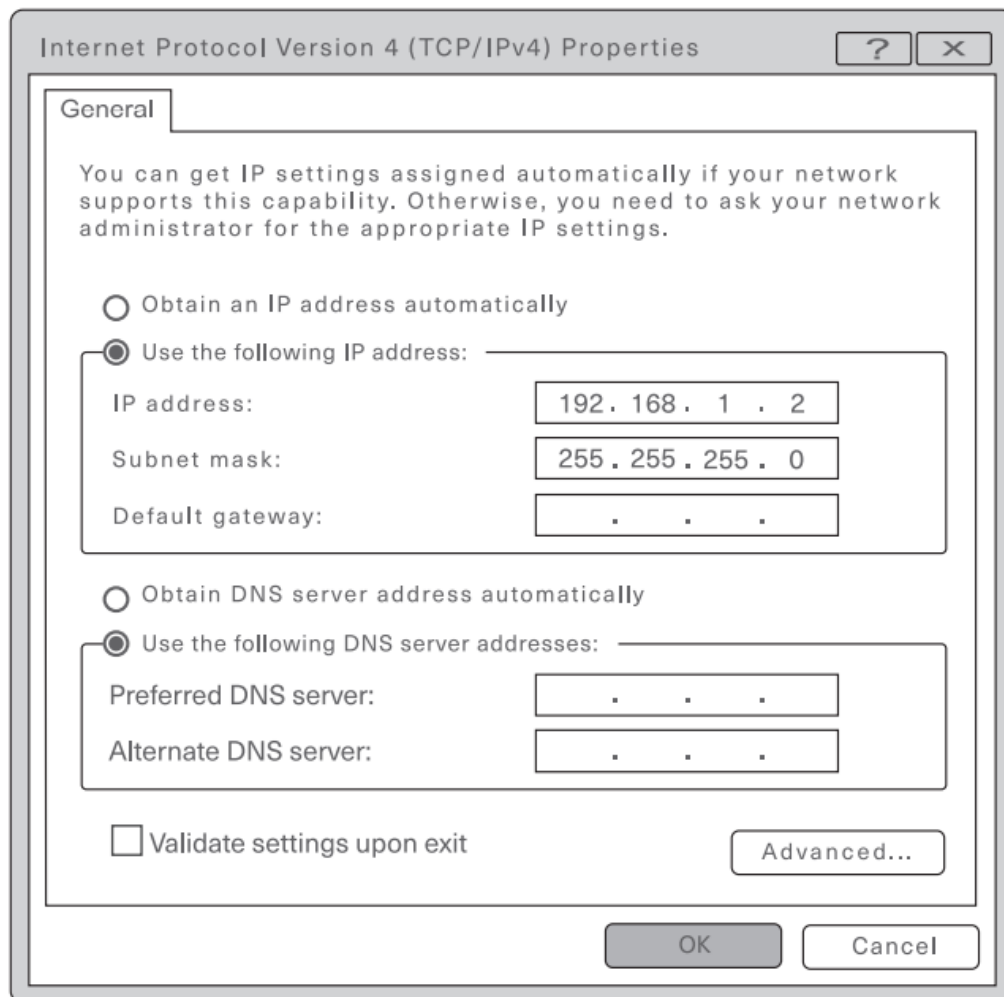 Internet Protocol Version 4 (TCP/IPv4) Properties ? X
General
You can get IP settings assigned automatically if your network
supports this capability. Otherwise, you need to ask your network
administrator for the appropriate IP settings.
Obtain an IP address automatically
Use the following IP address:
IP address: 192. 168. 1 . 2
Subnet mask: 255. 255. 255. 0
Default gateway: . . .
Obtain DNS server address automatically
Use the following DNS server addresses:
Preferred DNS server: . . .
Alternate DNS server: . . .
Validate settings upon exit
Advanced...
OK Cancel